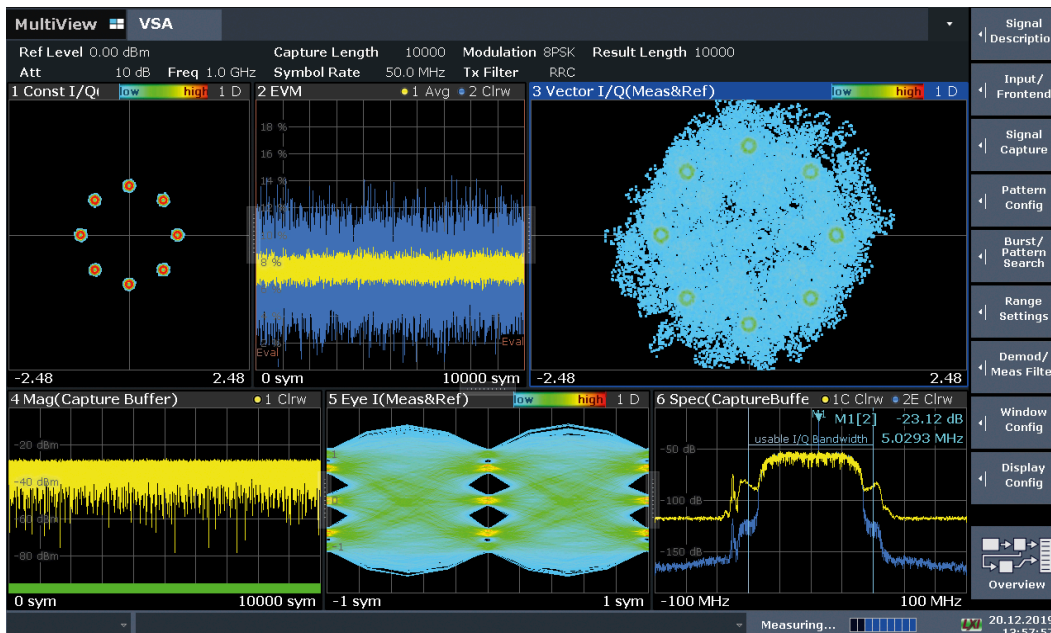 MultiView VSA
Ref Level 0.00 dBm Capture Length 10000 Modulation 8PSK Result Length 10000
Att 10 dB Freq 1.0 GHz Symbol Rate 50.0 MHz Tx Filter RRC
1 Const I/Q( low high 1 D
2 EVM 1 Avg 2 Clrw
3 Vector I/Q(Meas&Ref) low high 1 D
18 %
16 %
14 %
8 %
Eval
Eval
-2.48 2.48
0 sym 10000 sym
-2.48 2.48
4 Mag(Capture Buffer) 1 Clrw
5 Eye I(Meas&Ref) low high 1 D
6 Spec(CaptureBuffe 1C Clrw 2E Clrw
M1[2] -23.12 dB
usable I/Q Bandwidth 5.0293 MHz
-20 dBm
-40 dBm
-80 dBm
-50 dB
-100 dB
-150 dB
0 sym 10000 sym
-1 sym 1 sym
-100 MHz 100 MHz
Signal
Descriptio
Input/
Frontend
Signal
Capture
Pattern
Config
Burst/
Pattern
Search
Range
Settings
Demod/
Meas Filte
Window
Config
Display
Config
Overview
Measuring...
20.12.2019